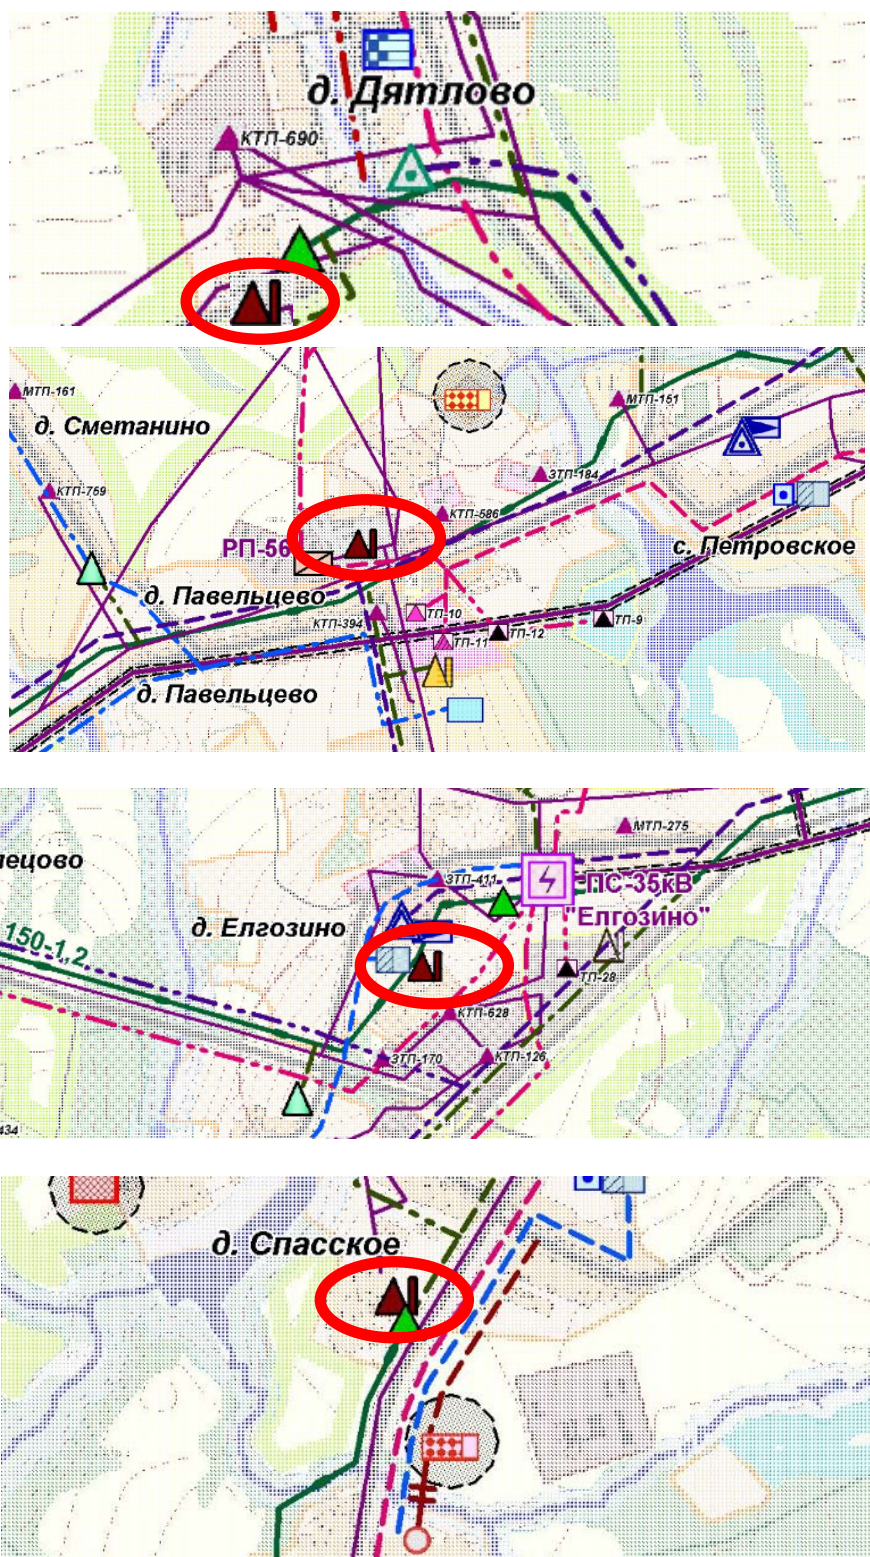 д. Дятлово
КТП-690
МТП-161
д. Сметанино
МТП-151
ЗТП-184
КТП-759
КТП-586
РП-56
с. Петровское
д. Павельцево
КТП-394
ТП-10
ТП-9
ТП-12
ТП-11
д. Павельцево
МТП-275
пецово
ЗТП-411
ПС-35кВ
"Елгозино"
д. Елгозино
150-1,2
ТП-28
КТП-628
ЗТП-170
КТП-126
434
д. Спасское